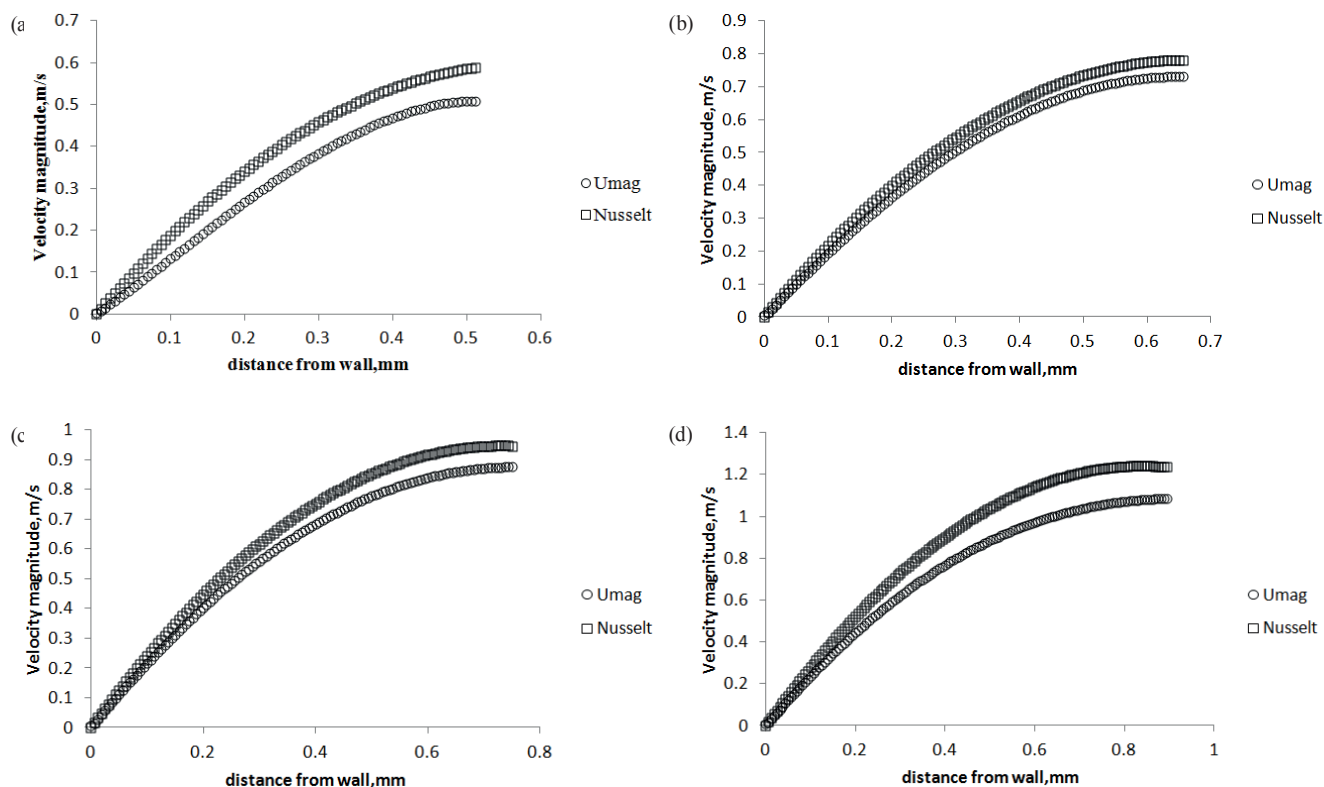 (a
0.7
0.6
0.5
0.4
0.3
0.2
0.1
0
Velocity magnitude,m/s
0 0.1 0.2 0.3 0.4 0.5 0.6
distance from wall,mm
Umag
Nusselt
(b)
0.9
0.8
0.7
0.6
0.5
0.4
0.3
0.2
0.1
0
Velocity magnitude,m/s
0 0.1 0.2 0.3 0.4 0.5 0.6 0.7
distance from wall,mm
Umag
Nusselt
(c
1
0.9
0.8
0.7
0.6
0.5
0.4
0.3
0.2
0.1
0
Velocity magnitude,m/s
0 0.2 0.4 0.6 0.8
distance from wall,mm
Umag
Nusselt
(d)
1.4
1.2
1
0.8
0.6
0.4
0.2
0
Velocity magnitude,m/s
0 0.2 0.4 0.6 0.8 1
distance from wall,mm
Umag
Nusselt